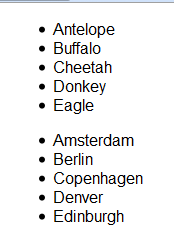 Antelope
Buffalo
Cheetah
Donkey
Eagle
Amsterdam
Berlin
Copenhagen
Denver
Edinburgh